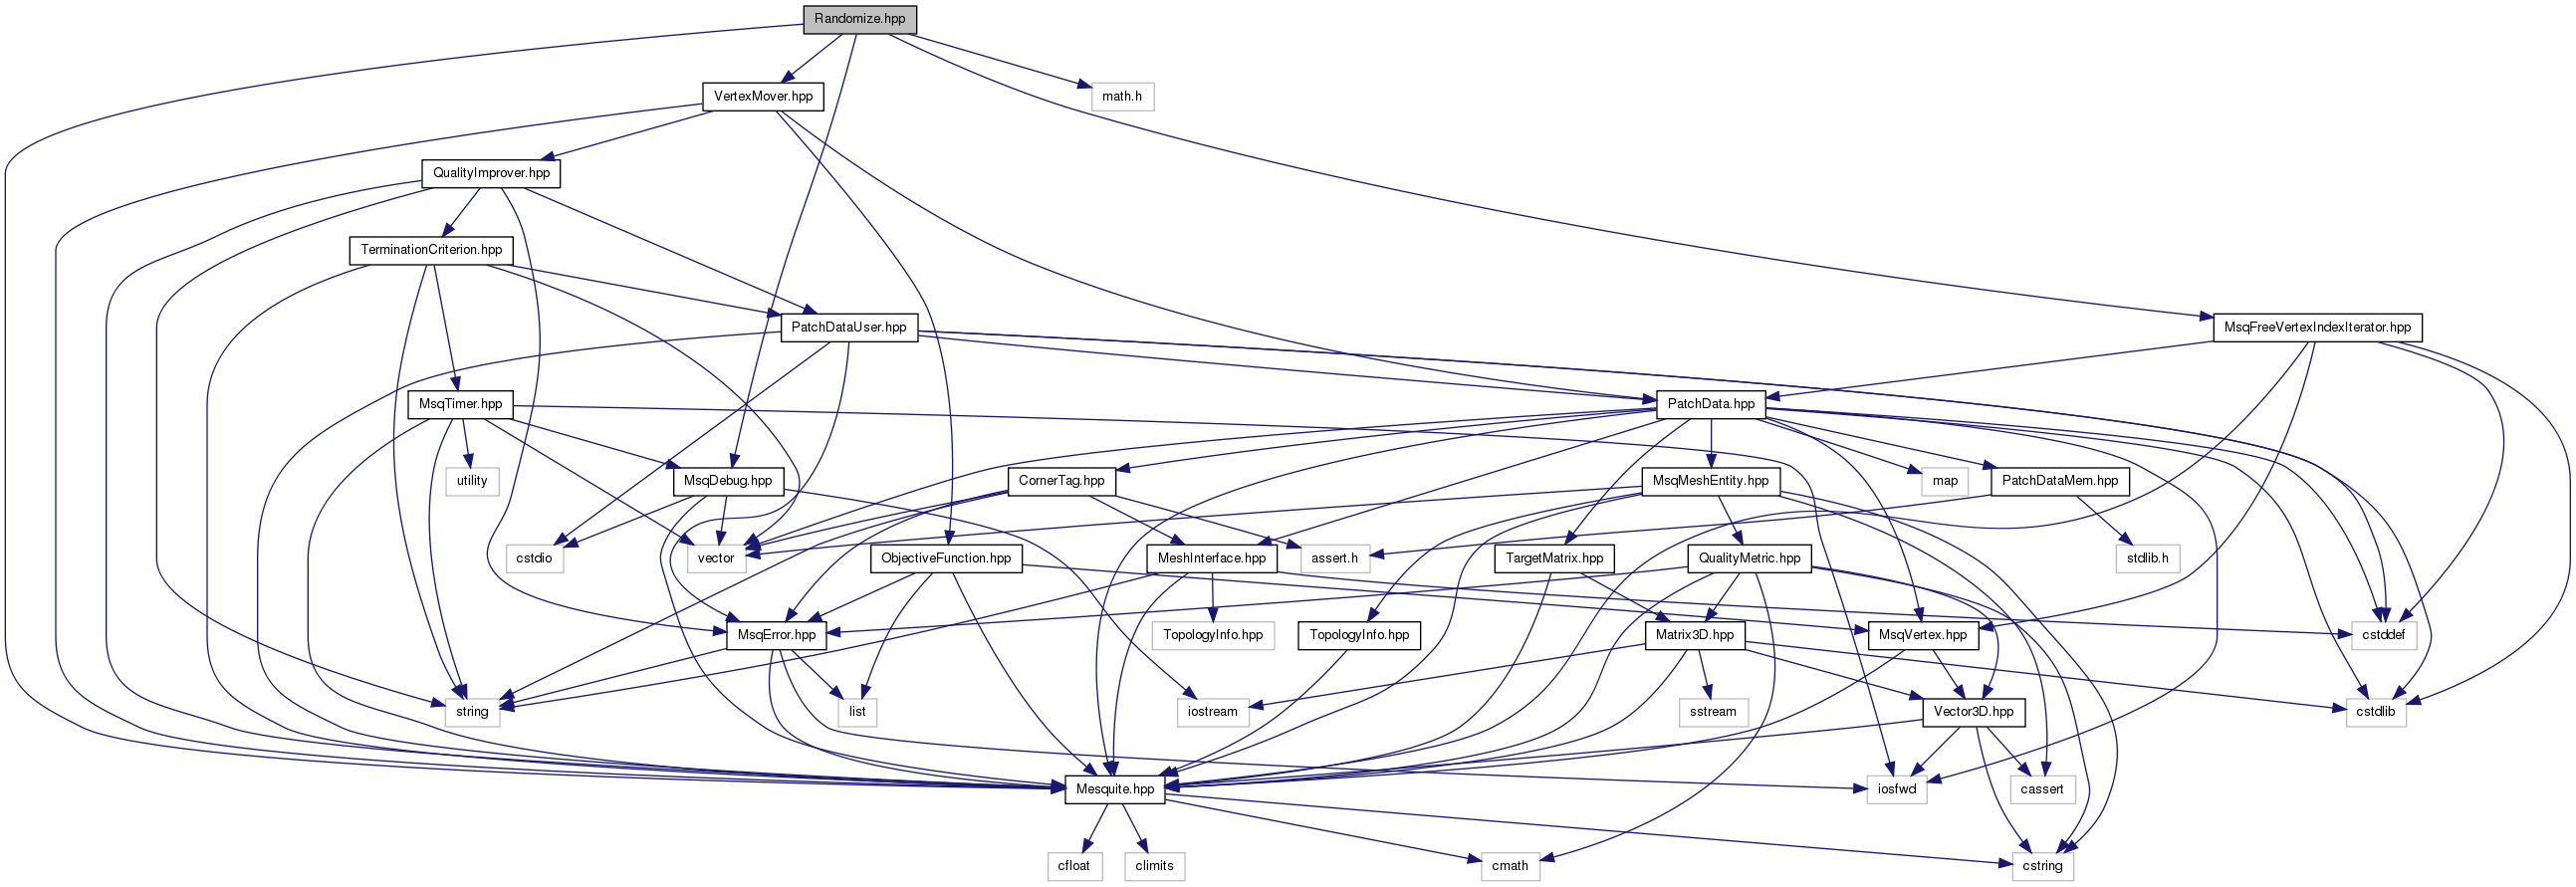 Randomize.hpp
VertexMover.hpp
math.h
QualityImprover.hpp
TerminationCriterion.hpp
PatchDataUser.hpp
MsqFreeVertexIndexIterator.hpp
MsqTimer.hpp
PatchData.hpp
utility
MsqDebug.hpp
CornerTag.hpp
MsqMeshEntity.hpp
map
PatchDataMem.hpp
cstdio
vector
ObjectiveFunction.hpp
MeshInterface.hpp
assert.h
TargetMatrix.hpp
QualityMetric.hpp
stdlib.h
MsqError.hpp
TopologyInfo.hpp
TopologyInfo.hpp
Matrix3D.hpp
MsqVertex.hpp
cstddef
string
list
iostream
sstream
Vector3D.hpp
cstdlib
Mesquite.hpp
iosfwd
cassert
cfloat
climits
cmath
cstring